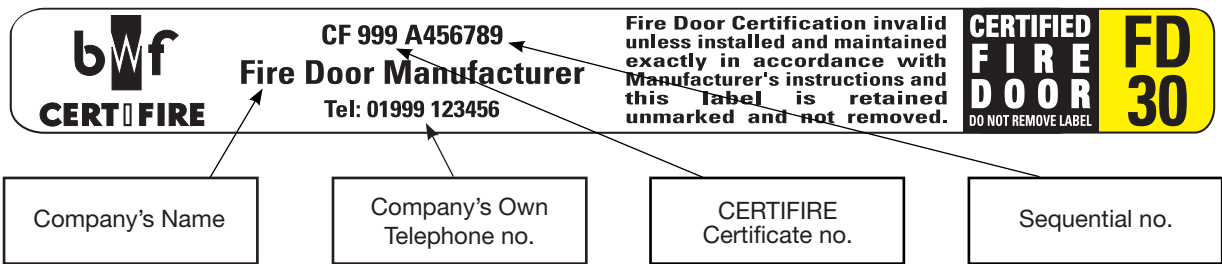 bwf
CERTIFIRE
CF 999 A456789
Fire Door Manufacturer
Tel: 01999 123456
Fire Door Certification invalid
unless installed and maintained
exactly in accordance with
Manufacturer's instructions and
this label is retained
unmarked and not removed.
CERTIFIED
FIRE
DOOR
DO NOT REMOVE LABEL
FD
30
Company’s Name
Company’s Own
Telephone no.
CERTIFIRE
Certificate no.
Sequential no.